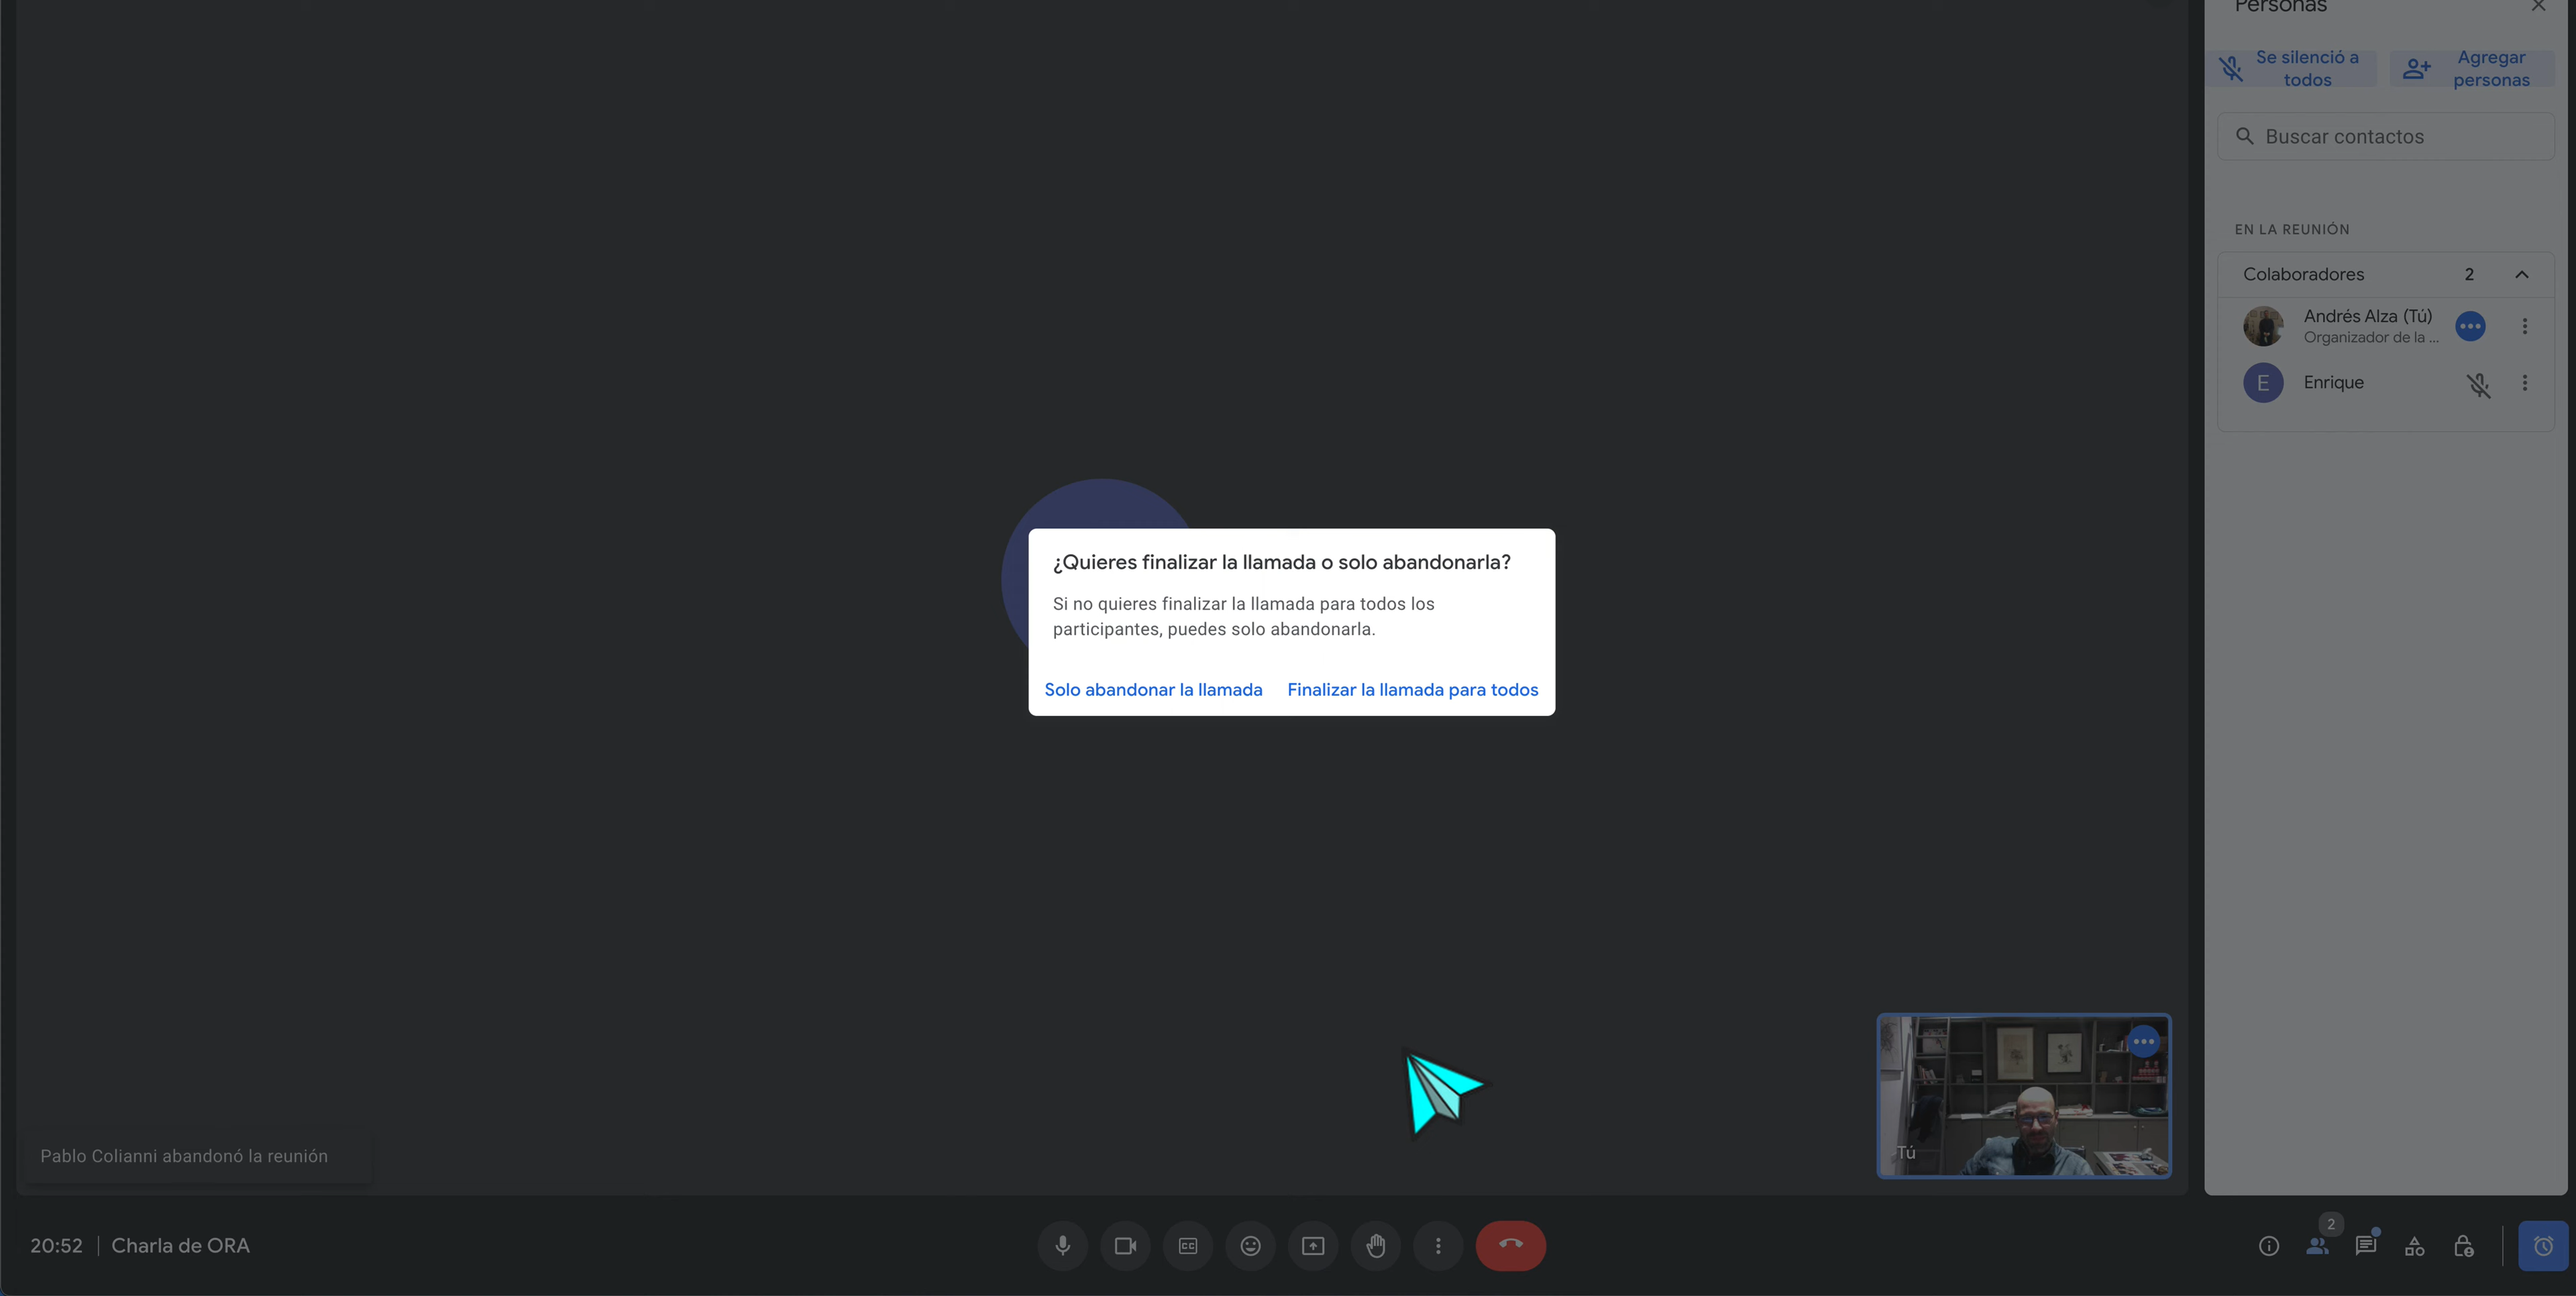 Personas
Se silenció a
todos
Agregar
personas
Buscar contactos
EN LA REUNIÓN
Colaboradores 2
Andrés Alza (Tú)
Organizador de la ...
E Enrique
¿Quieres finalizar la llamada o solo abandonarla?
Si no quieres finalizar la llamada para todos los
participantes, puedes solo abandonarla.
Solo abandonar la llamada Finalizar la llamada para todos
Tú
Pablo Colianni abandonó la reunión
20:52 | Charla de ORA
CC
2